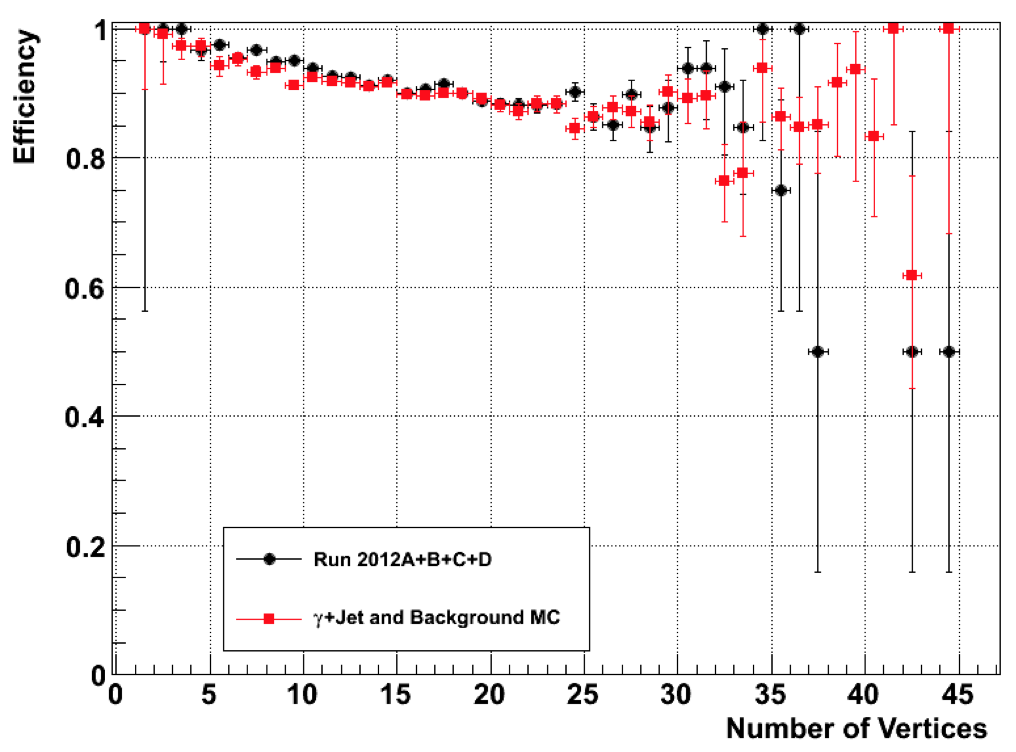 Efficiency
1
0.8
0.6
0.4
0.2
0
Run 2012A+B+C+D
γ+Jet and Background MC
0 5 10 15 20 25 30 35 40 45
Number of Vertices